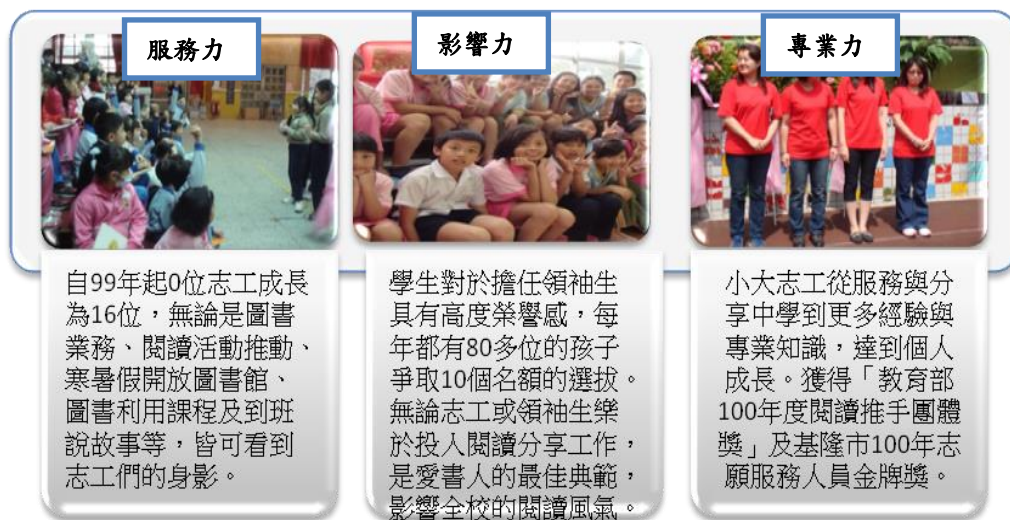 服務力
自99年起0位志工成長
為16位，無論是圖書
業務、閱讀活動推動、
寒暑假開放圖書館、
圖書利用課程及到班
說故事等，皆可看到
志工們的身影。
影響力
學生對於擔任領袖生
具有高度榮譽感，每
年都有80多位的孩子
爭取10個名額的選拔。
無論志工或領袖生樂
於投入閱讀分享工作，
是愛書人的最佳典範，
影響全校的閱讀風氣。
專業力
小大志工從服務與分
享中學到更多經驗與
專業知識，達到個人
成長。獲得「教育部
100年度閱讀推手團體
獎」及基隆市100年志
願服務人員金牌獎。